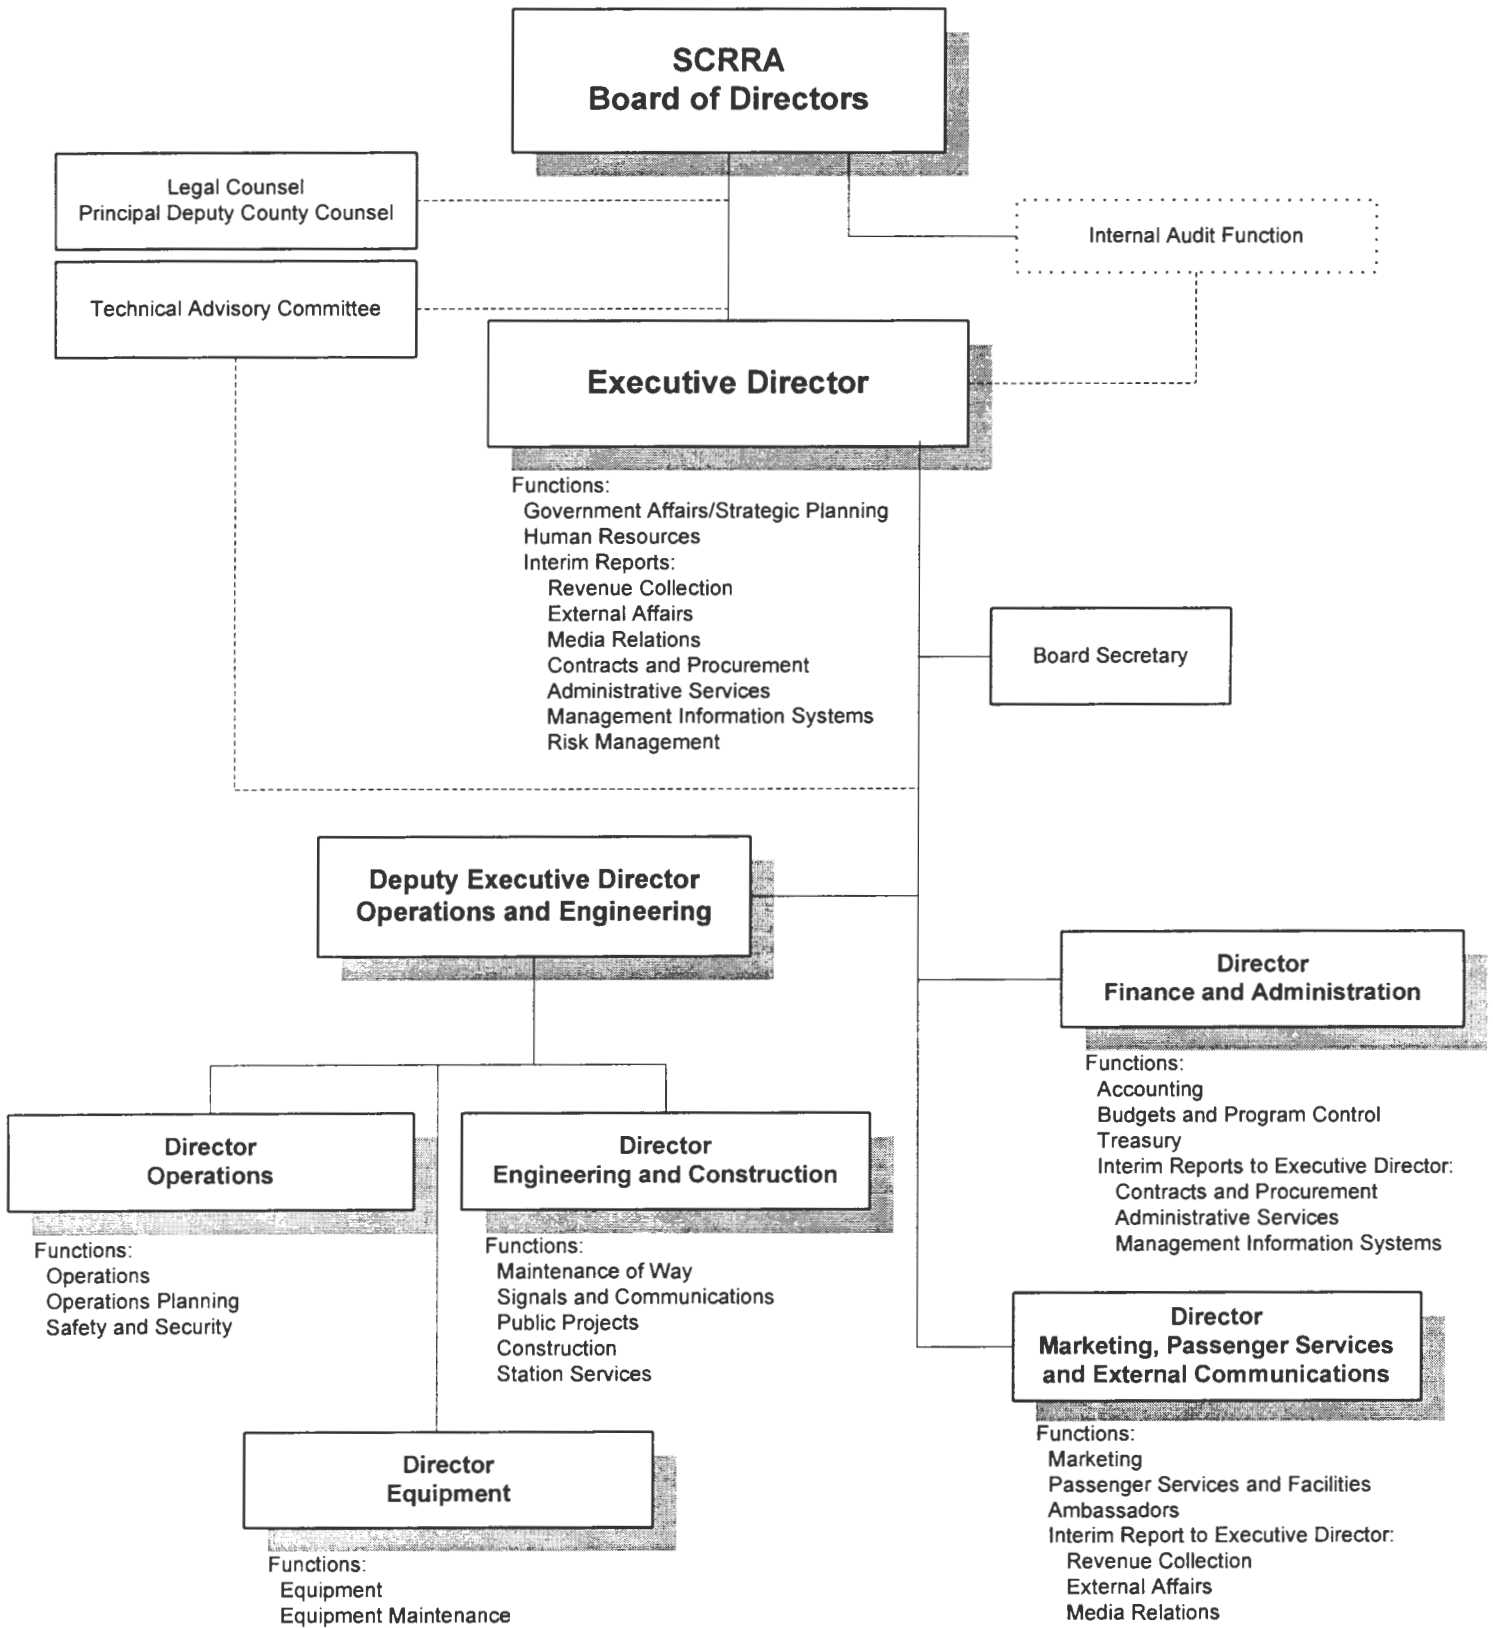 SCRRA
Board of Directors
Legal Counsel
Principal Deputy County Counsel
Internal Audit Function
Technical Advisory Committee
Executive Director
Functions:
Government Affairs/Strategic Planning
Human Resources
Interim Reports:
Revenue Collection
External Affairs
Media Relations
Contracts and Procurement
Administrative Services
Management Information Systems
Risk Management
Board Secretary
Deputy Executive Director
Operations and Engineering
Director
Finance and Administration
Functions:
Accounting
Budgets and Program Control
Treasury
Interim Reports to Executive Director:
Contracts and Procurement
Administrative Services
Management Information Systems
Director
Operations
Functions:
Operations
Operations Planning
Safety and Security
Director
Engineering and Construction
Functions:
Maintenance of Way
Signals and Communications
Public Projects
Construction
Station Services
Director
Marketing, Passenger Services
and External Communications
Functions:
Marketing
Passenger Services and Facilities
Ambassadors
Interim Report to Executive Director:
Revenue Collection
External Affairs
Media Relations
Director
Equipment
Functions:
Equipment
Equipment Maintenance